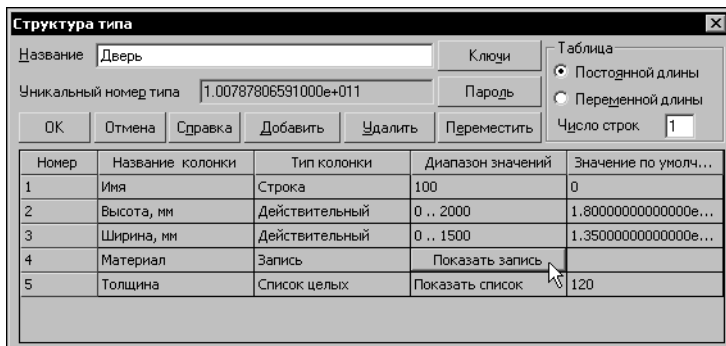 Структура типа
Название Дверь Ключи Таблица
Постоянной длины
Уникальный номер типа 1.00787806591000e+011 Пароль Переменной длины
OK Отмена Справка Добавить Удалить Переместить Число строк 1
Номер Название колонки Тип колонки Диапазон значений Значение по умолч...
1 Имя Строка 100 0
2 Высота, мм Действительный 0 .. 2000 1.80000000000000e...
3 Ширина, мм Действительный 0 .. 1500 1.35000000000000e...
4 Материал Запись Показать запись
5 Толщина Список целых Показать список 120